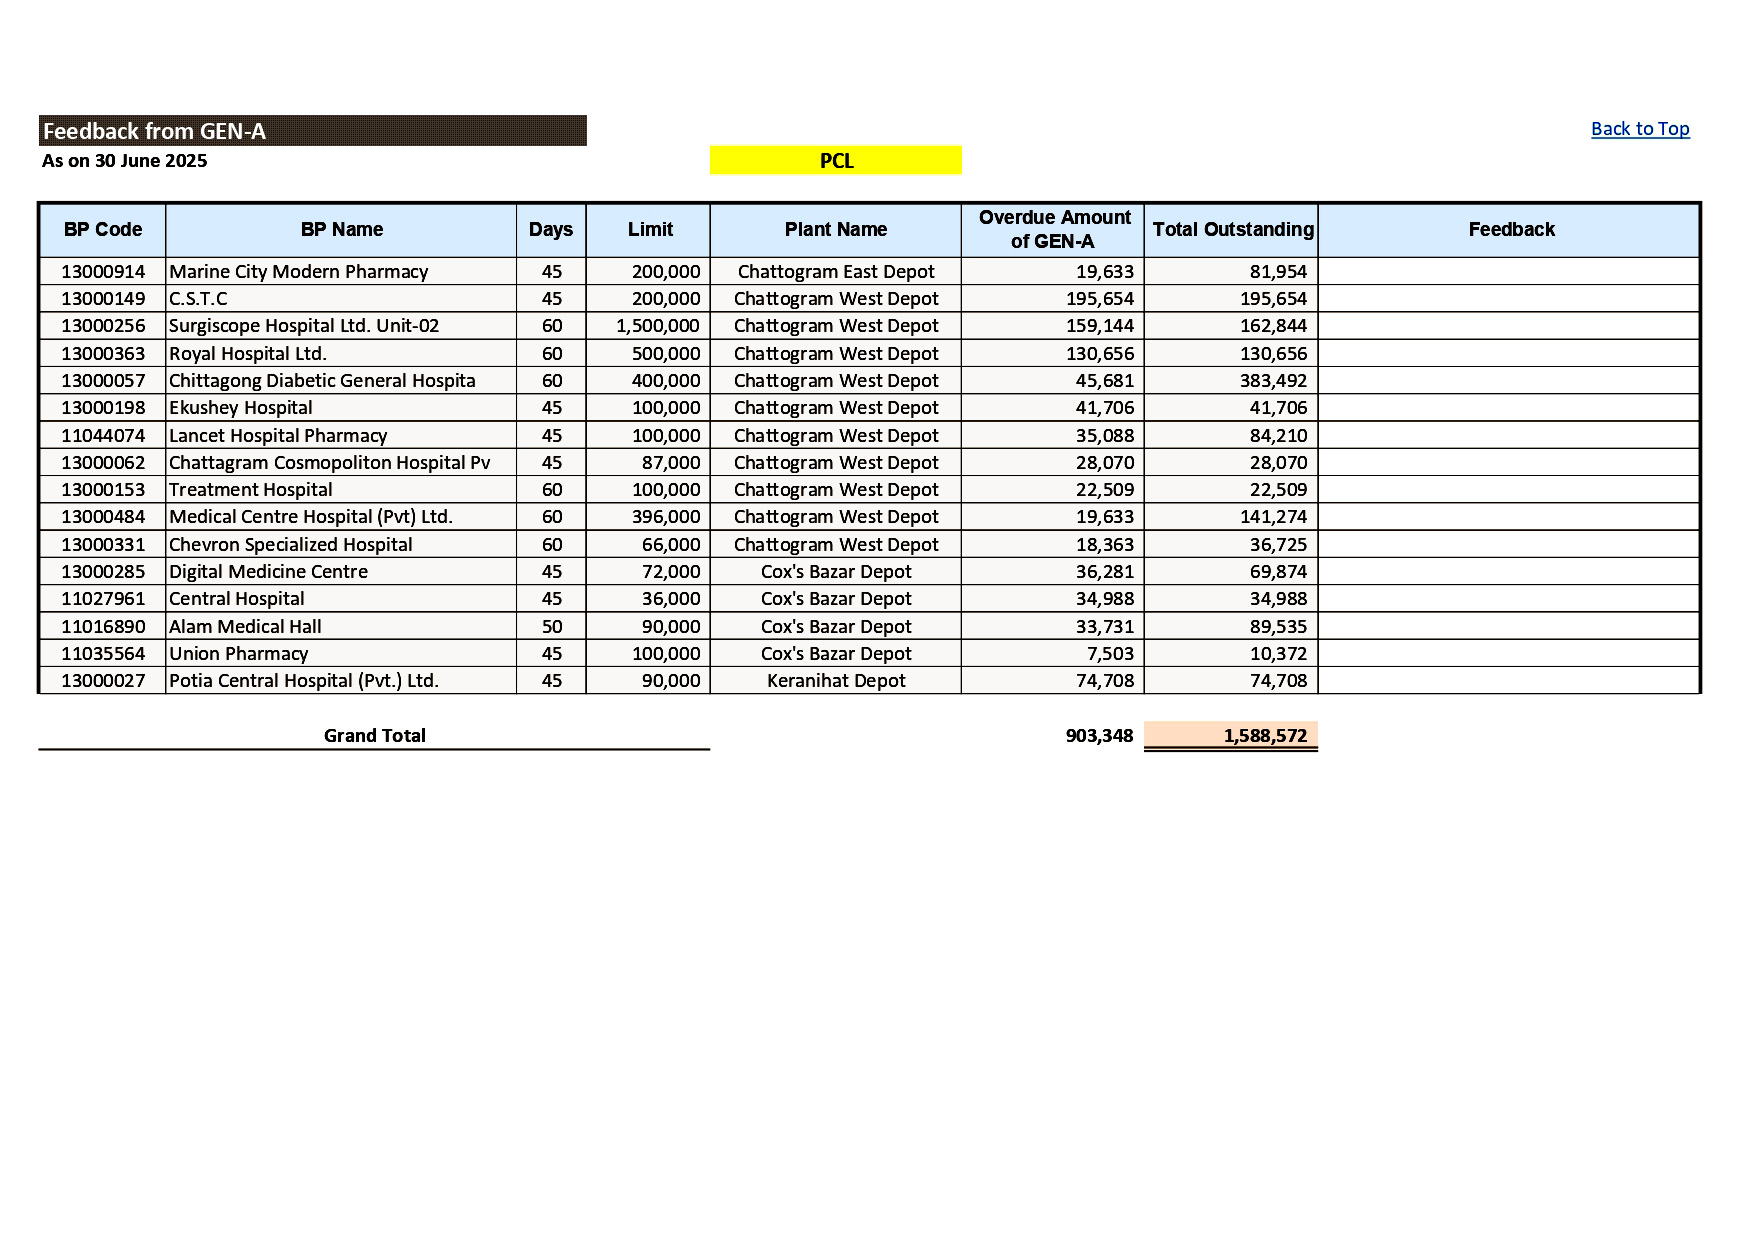 Feedback from GEN-A
Back to Top
As on 30 June 2025
PCL
BP Code BP Name Days Limit Plant Name Overdue Amount of GEN-A Total Outstanding Feedback
13000914 Marine City Modern Pharmacy 45 200,000 Chattogram East Depot 19,633 81,954
13000149 C.S.T.C 45 200,000 Chattogram West Depot 195,654 195,654
13000256 Surgiscope Hospital Ltd. Unit-02 60 1,500,000 Chattogram West Depot 159,144 162,844
13000363 Royal Hospital Ltd. 60 500,000 Chattogram West Depot 130,656 130,656
13000057 Chittagong Diabetic General Hospita 60 400,000 Chattogram West Depot 45,681 383,492
13000198 Ekushey Hospital 45 100,000 Chattogram West Depot 41,706 41,706
11044074 Lancet Hospital Pharmacy 45 100,000 Chattogram West Depot 35,088 84,210
13000062 Chattagram Cosmopoliton Hospital Pv 45 87,000 Chattogram West Depot 28,070 28,070
13000153 Treatment Hospital 60 100,000 Chattogram West Depot 22,509 22,509
13000484 Medical Centre Hospital (Pvt) Ltd. 60 396,000 Chattogram West Depot 19,633 141,274
13000331 Chevron Specialized Hospital 60 66,000 Chattogram West Depot 18,363 36,725
13000285 Digital Medicine Centre 45 72,000 Cox's Bazar Depot 36,281 69,874
11027961 Central Hospital 45 36,000 Cox's Bazar Depot 34,988 34,988
11016890 Alam Medical Hall 50 90,000 Cox's Bazar Depot 33,731 89,535
11035564 Union Pharmacy 45 100,000 Cox's Bazar Depot 7,503 10,372
13000027 Potia Central Hospital (Pvt.) Ltd. 45 90,000 Keranihat Depot 74,708 74,708
Grand Total 903,348 1,588,572